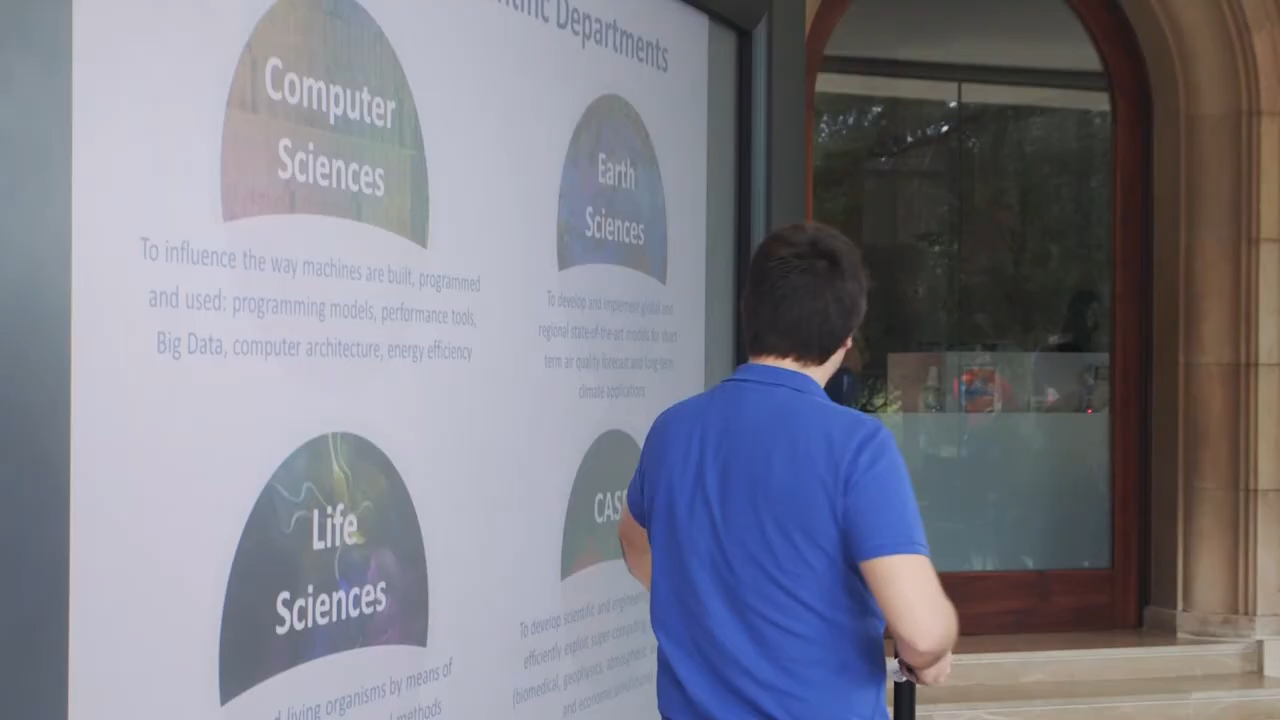 Departments
Computer
Sciences
To influence the way machines are built, programmed
and used: programming models, performance tools,
Big Data, computer architecture, energy efficiency
Earth
Sciences
To develop and implement global and
regional state-of-the-art models for short
term air quality forecast and long-term
climate applications
Life
Sciences
living organisms by means of
methods
CAS
To develop scientific and
efficiently exploit super-computing
(biomedical, geophysics, atmospheric
and economic simulations)